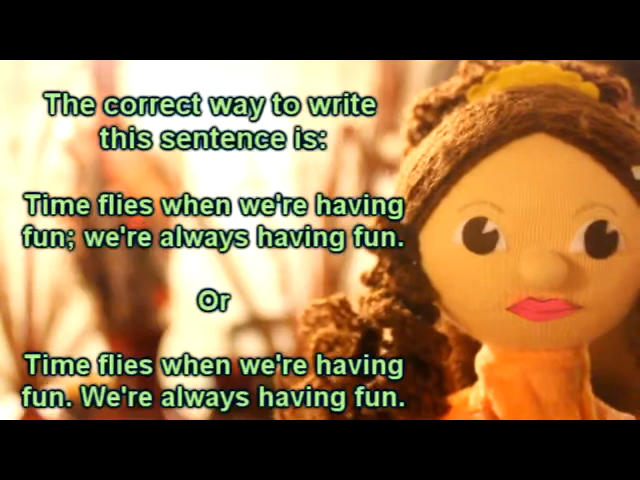 The correct way to write
this sentence is:
Time flies when we're having
fun; we're always having fun.
Or
Time flies when we're having
fun. We're always having fun.